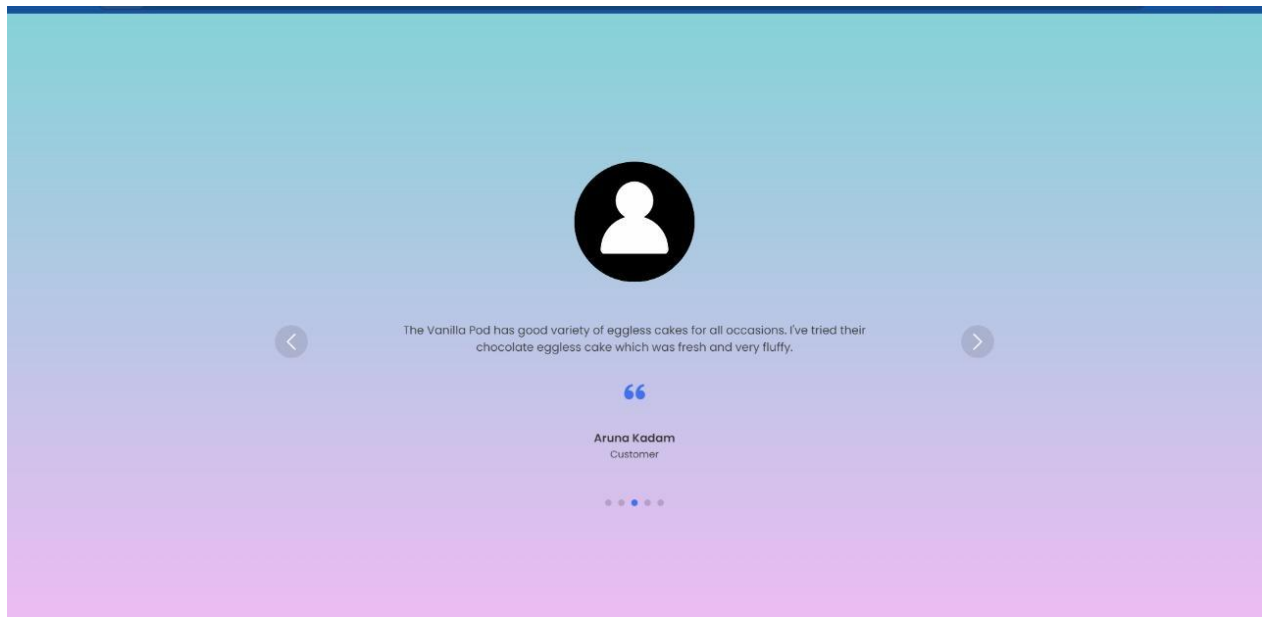 The Vanilla Pod has good variety of eggless cakes for all occasions. I've tried their
chocolate eggless cake which was fresh and very fluffy.
“
Aruna Kadam
Customer